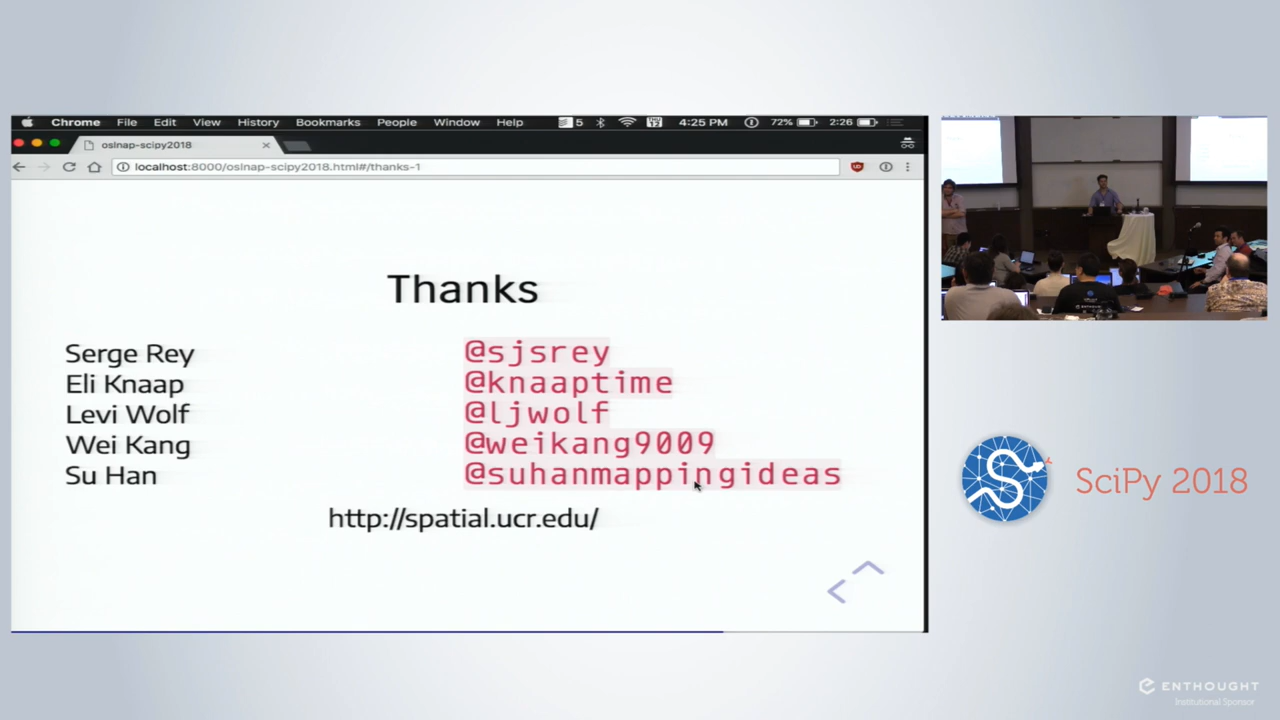 Chrome File Edit View History Bookmarks People Window Help 5 4:25 PM 72% 2:26
oslnap-scipy2018
localhost:8000/oslnap-scipy2018.html#/thanks-1
Thanks
Serge Rey @sjsrey
Eli Knaap @knaaptime
Levi Wolf @ljwolf
Wei Kang @weikang9009
Su Han @suhanmappingideas
http://spatial.ucr.edu/
SciPy 2018
ENTHOUGHT
Institutional Sponsor